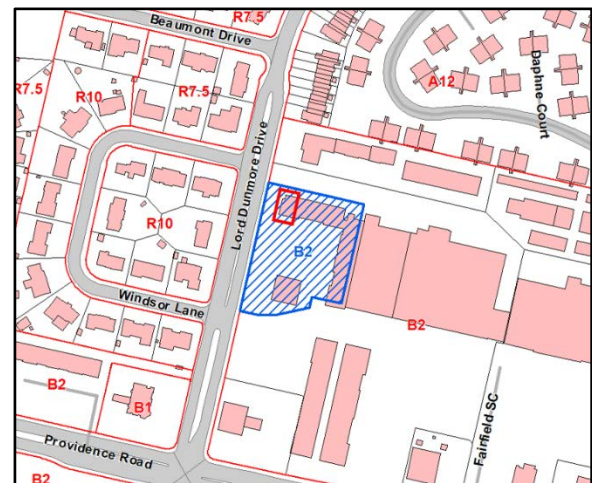 Beaumont Drive
R7.5
R7.5
R10
R7.5
A12
Daphne Court
Lord Dunmore Drive
R10
B2
Windsor Lane
B2
B2
B1
Fairfield SC
Providence Road
B2